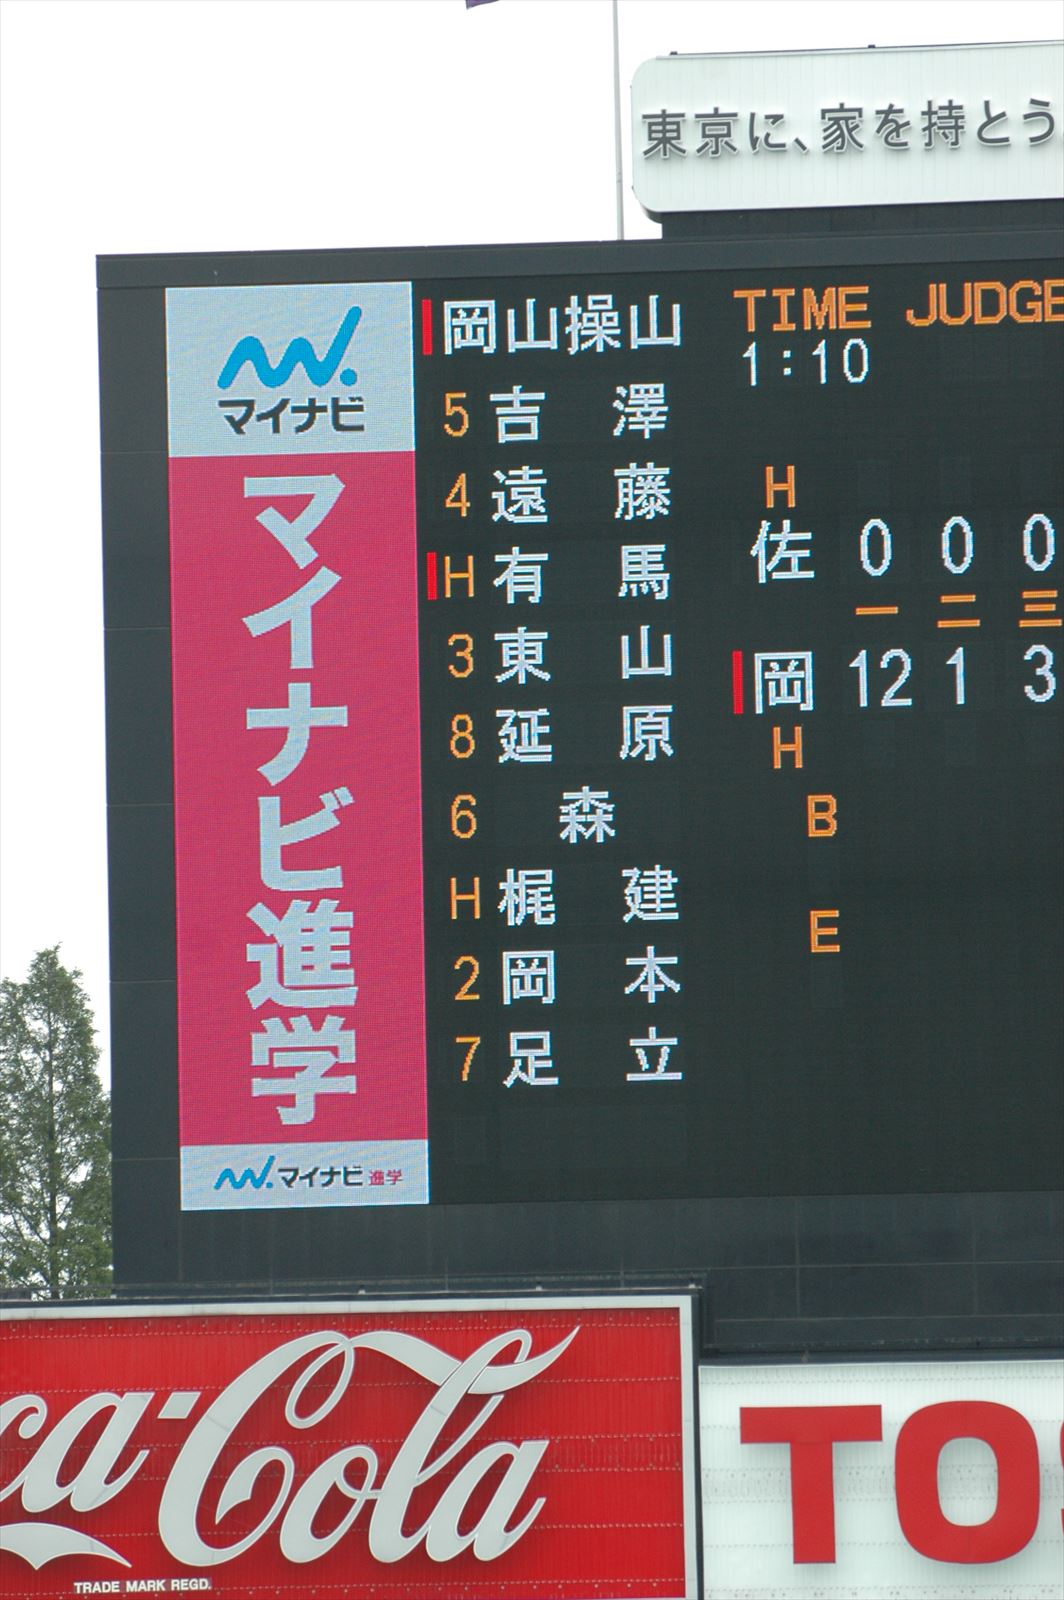 東京に、家を持とう
マイナビ
マイナビ進学
マイナビ 進学
岡山操山
5 吉 澤
4 遠 藤
H 有 馬
3 東 山
8 延 原
6 森
H 梶 建
2 岡 本
7 足 立
TIME JUDGE
1:10
H
佐 0 0 0
一 二 三
岡 12 1 3
H
B
E
ca-Cola
TRADE MARK REGD.
TO